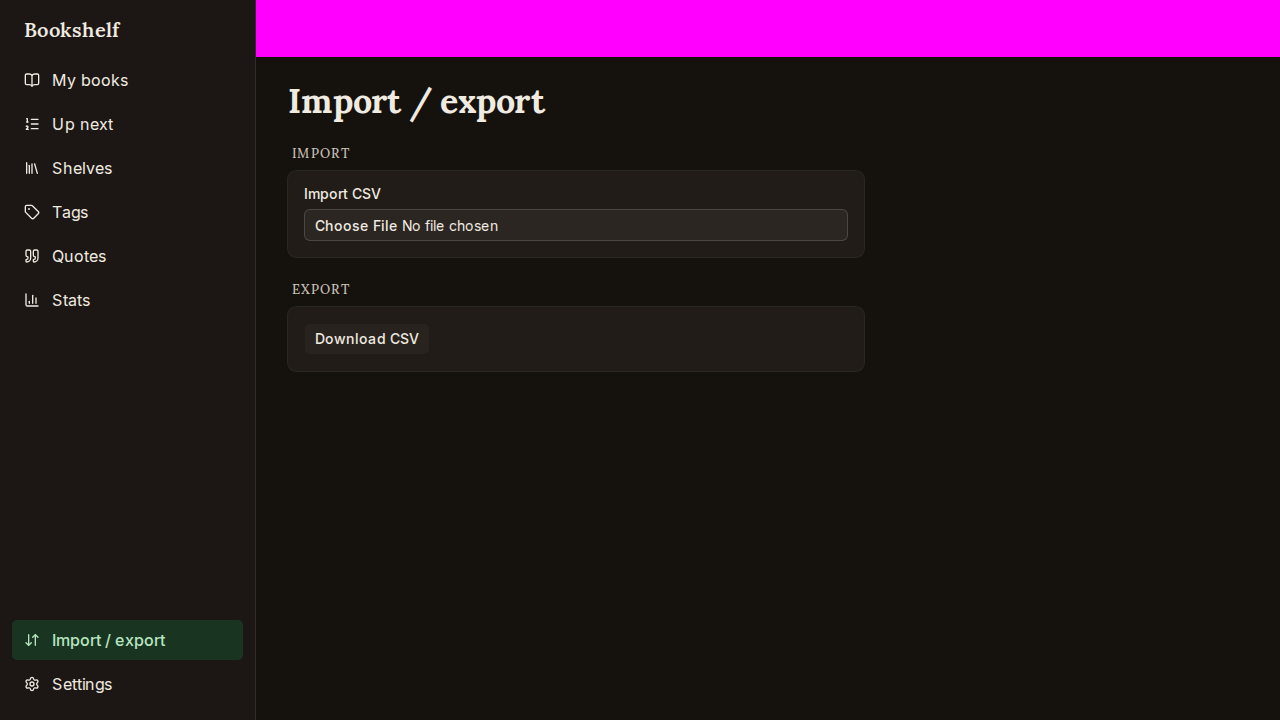 Bookshelf
My books
Up next
Shelves
Tags
Quotes
Stats
Import / export
Settings
Import / export
IMPORT
Import CSV
Choose File No file chosen
EXPORT
Download CSV